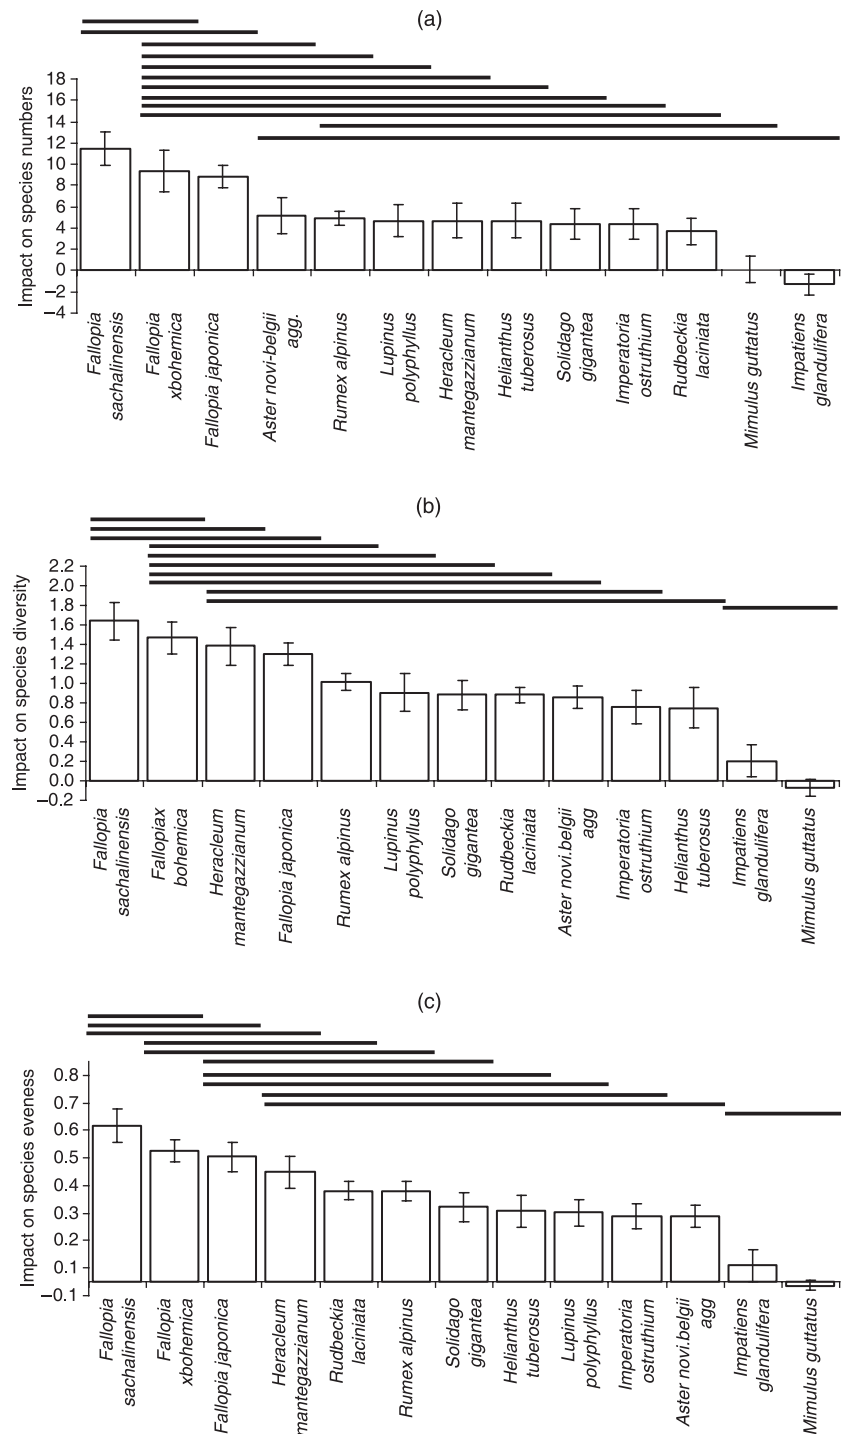 (a)
Impact on species numbers
18
16
14
12
10
8
6
4
2
0
−2
−4
Fallopia
sachalinensis
Fallopia
xbohemica
Fallopia japonica
Aster novi-belgii
agg.
Rumex alpinus
Lupinus
polyphyllus
Heracleum
mantegazzianum
Helianthus
tuberosus
Solidago
gigantea
Imperatoria
ostruthium
Rudbeckia
laciniata
Mimulus guttatus
Impatiens
glandulifera
(b)
Impact on species diversity
2.2
2.0
1.8
1.6
1.4
1.2
1.0
0.8
0.6
0.4
0.2
0.0
−0.2
Fallopia
sachalinensis
Fallopiax
bohemica
Heracleum
mantegazzianum
Fallopia japonica
Rumex alpinus
Lupinus
polyphyllus
Solidago
gigantea
Rudbeckia
laciniata
Aster novi.belgii
agg
Imperatoria
ostruthium
Helianthus
tuberosus
Impatiens
glandulifera
Mimulus guttatus
(c)
Impact on species eveness
0.8
0.7
0.6
0.5
0.4
0.3
0.2
0.1
−0.1
Fallopia
sachalinensis
Fallopia
xbohemica
Fallopia japonica
Heracleum
mantegazzianum
Rudbeckia
laciniata
Rumex alpinus
Solidago
gigantea
Helianthus
tuberosus
Lupinus
polyphyllus
Imperatoria
ostruthium
Aster novi.belgii
agg
Impatiens
glandulifera
Mimulus guttatus